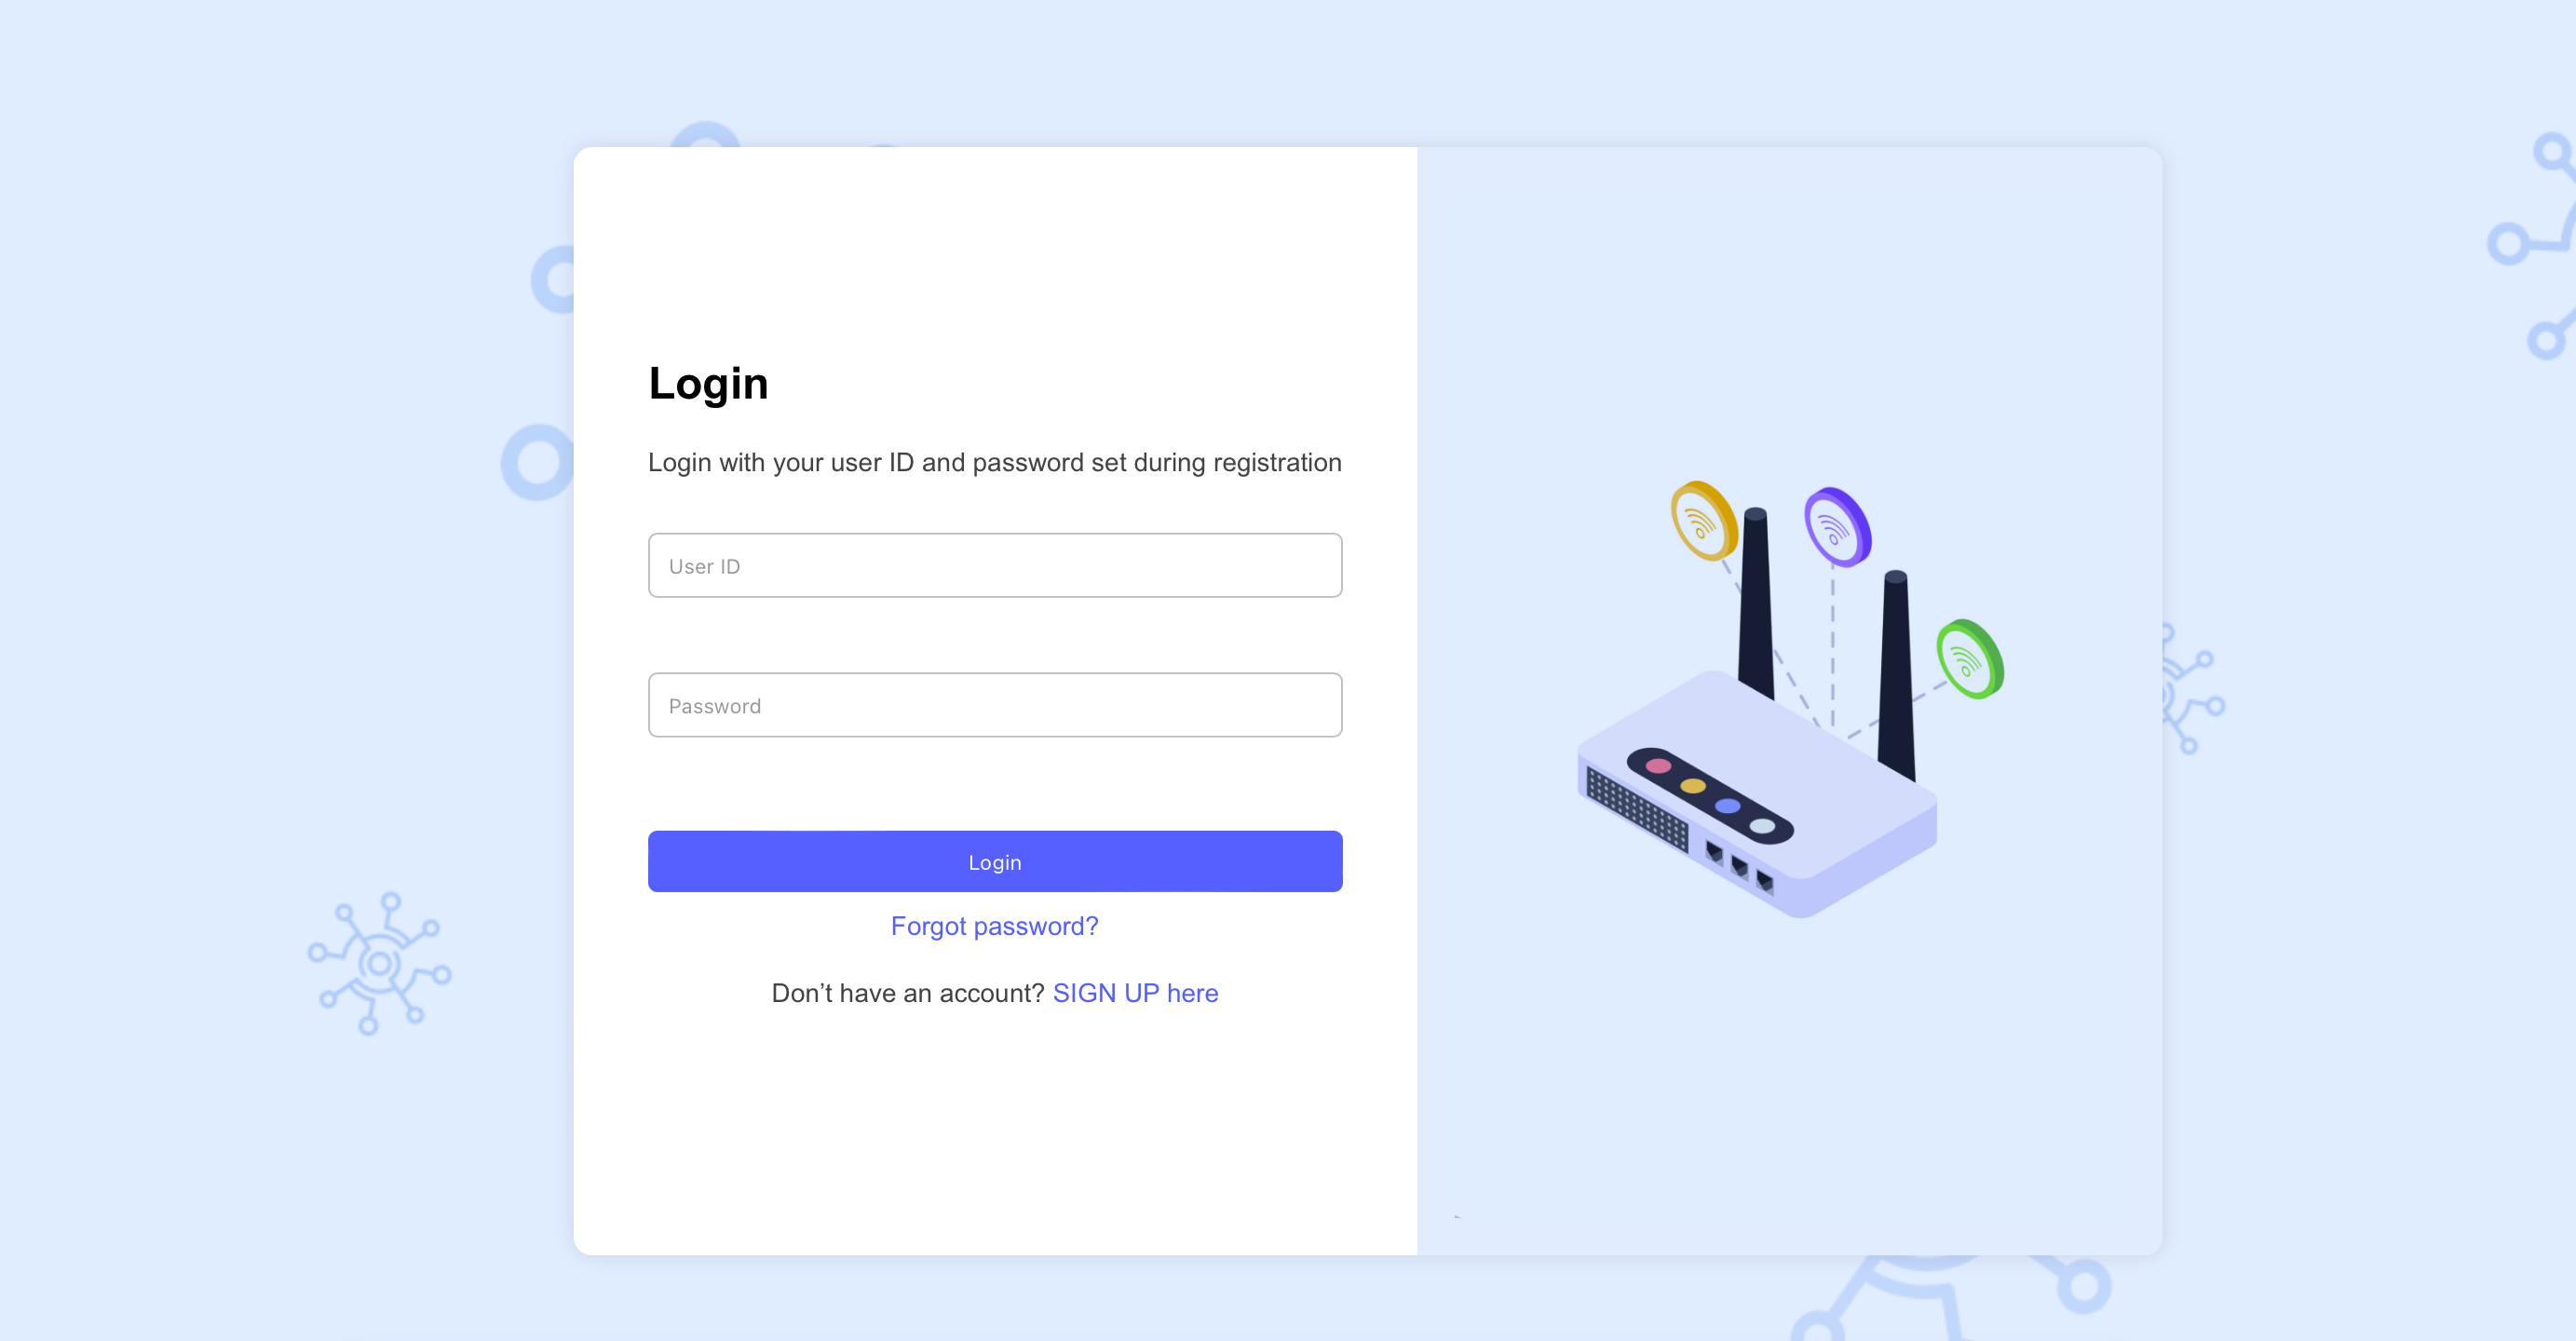 Login
Login with your user ID and password set during registration
User ID
Password
Login
Forgot password?
Don’t have an account? SIGN UP here